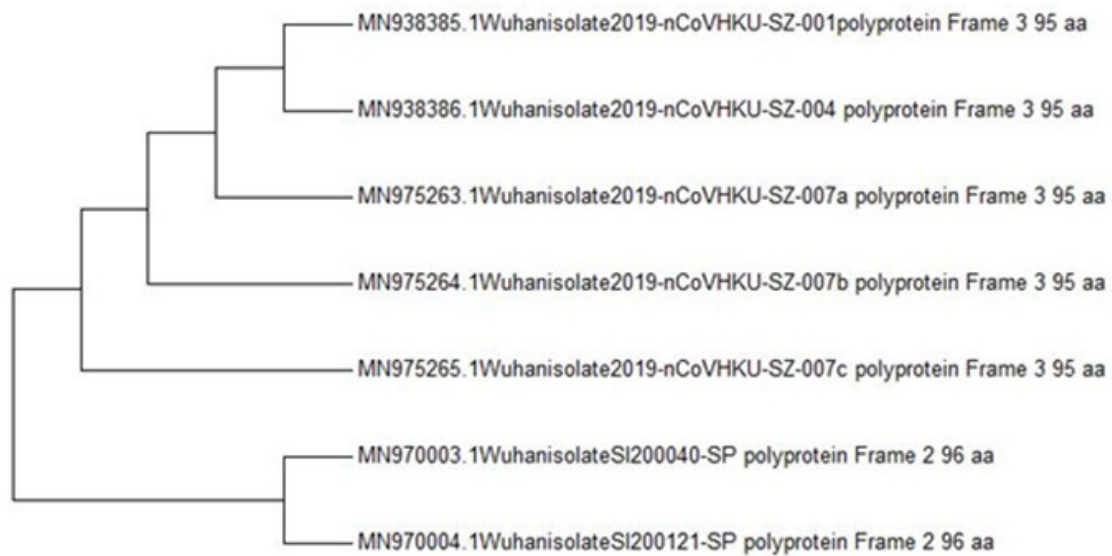 MN938385.1Wuhanisolate2019-nCoVHKU-SZ-001polyprotein Frame 3 95 aa
MN938386.1Wuhanisolate2019-nCoVHKU-SZ-004 polyprotein Frame 3 95 aa
MN975263.1Wuhanisolate2019-nCoVHKU-SZ-007a polyprotein Frame 3 95 aa
MN975264.1Wuhanisolate2019-nCoVHKU-SZ-007b polyprotein Frame 3 95 aa
MN975265.1Wuhanisolate2019-nCoVHKU-SZ-007c polyprotein Frame 3 95 aa
MN970003.1WuhanisolateSI200040-SP polyprotein Frame 2 96 aa
MN970004.1WuhanisolateSI200121-SP polyprotein Frame 2 96 aa